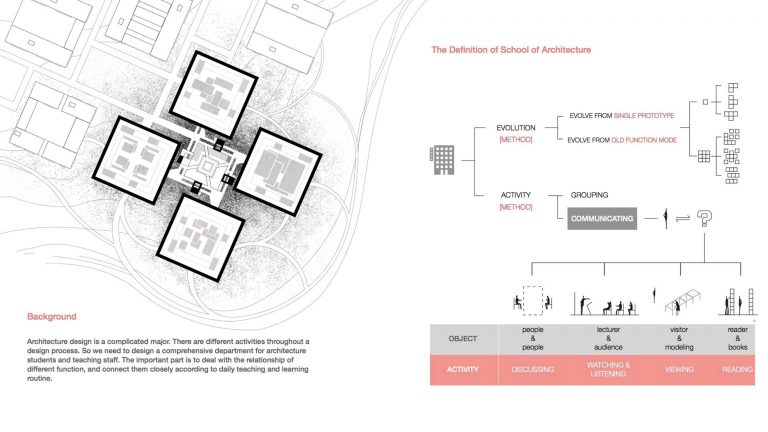 Background
Architecture design is a complicated major. There are different activities throughout a
design process. So we need to design a comprehensive department for architecture
students and teaching staff. The important part is to deal with the relationship of
different function, and connect them closely according to daily teaching and learning
routine.
The Definition of School of Architecture
EVOLUTION
[METHOD]
EVOLVE FROM SINGLE PROTOTYPE
EVOLVE FROM OLD FUNCTION MODE
ACTIVITY
[METHOD]
GROUPING
COMMUNICATING
OBJECT
people
&
people
lecturer
&
audience
visitor
&
modeling
reader
&
books
ACTIVITY
DISCUSSING
WATCHING &
LISTENING
VIEWING
READING